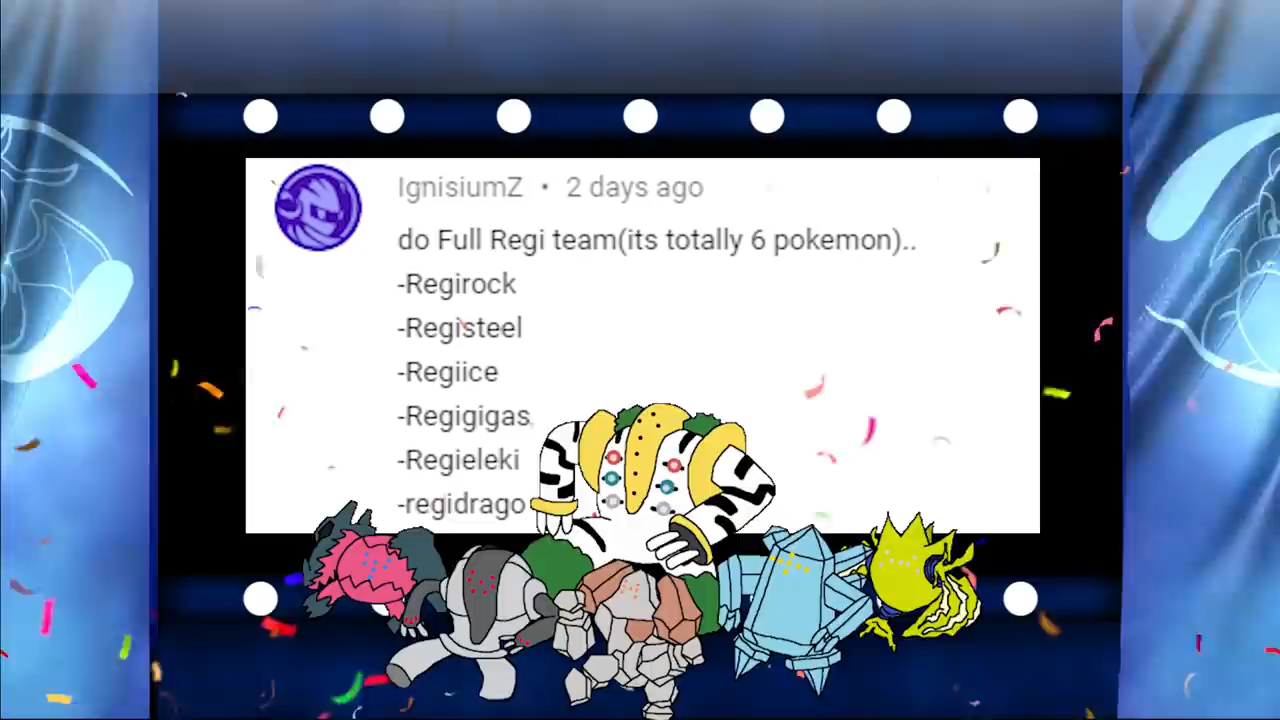 IgnisiumZ • 2 days ago
do Full Regi team(its totally 6 pokemon)..
-Regirock
-Registeel
-Regiice
-Regigigas
-Regieleki
-regidrago